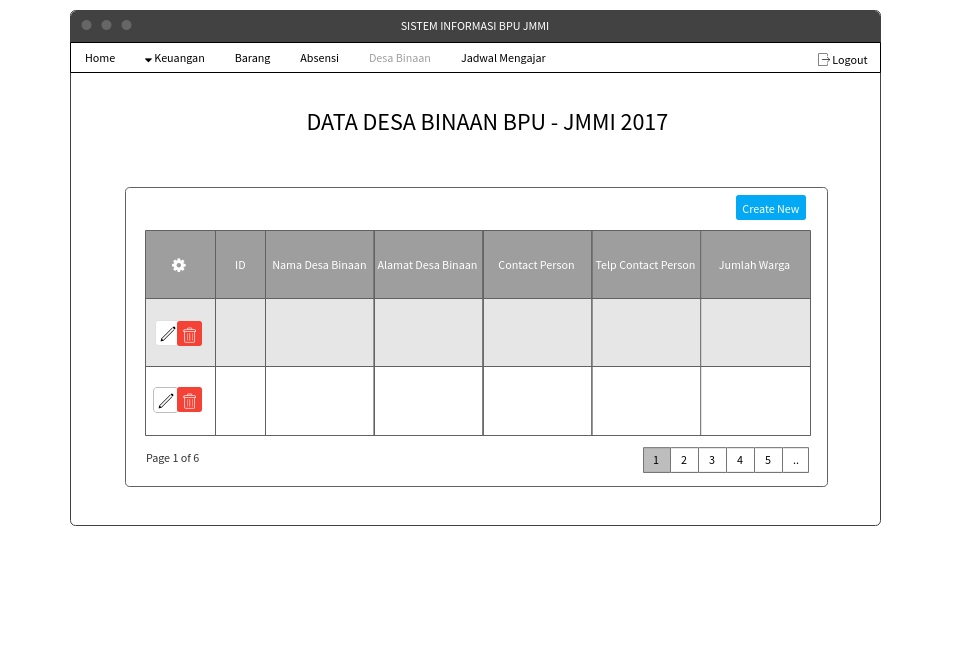 SISTEM INFORMASI BPU JMMI
Home Keuangan Barang Absensi Desa Binaan Jadwal Mengajar Logout
DATA DESA BINAAN BPU - JMMI 2017
Create New
ID Nama Desa Binaan Alamat Desa Binaan Contact Person Telp Contact Person Jumlah Warga
Page 1 of 6 1 2 3 4 5 ..